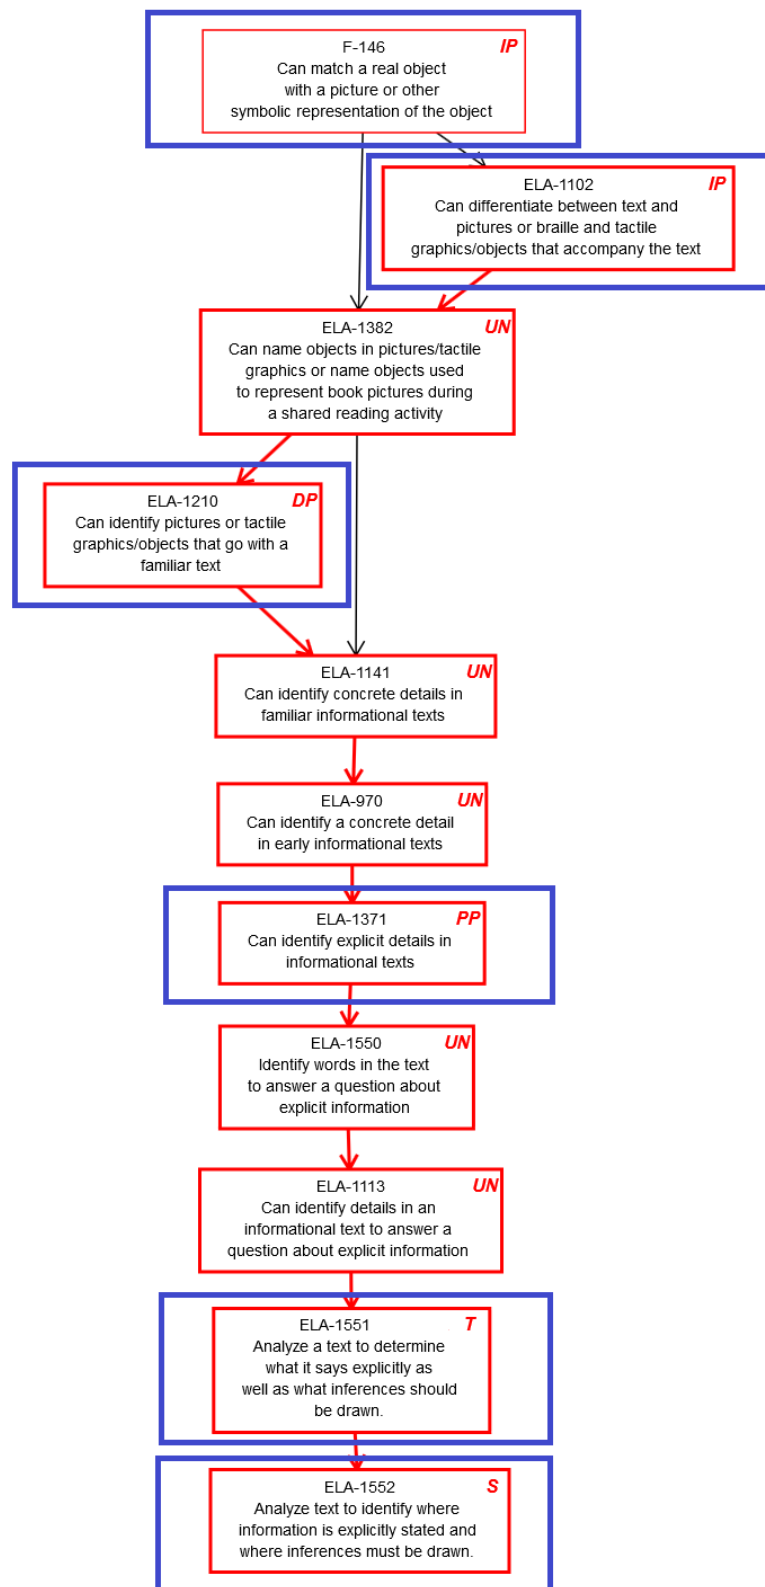 F-146 IP
Can match a real object
with a picture or other
symbolic representation of the object
ELA-1102 IP
Can differentiate between text and
pictures or braille and tactile
graphics/objects that accompany the text
ELA-1382 UN
Can name objects in pictures/tactile
graphics or name objects used
to represent book pictures during
a shared reading activity
ELA-1210 DP
Can identify pictures or tactile
graphics/objects that go with a
familiar text
ELA-1141 UN
Can identify concrete details in
familiar informational texts
ELA-970 UN
Can identify a concrete detail
in early informational texts
ELA-1371 PP
Can identify explicit details in
informational texts
ELA-1550 UN
Identify words in the text
to answer a question about
explicit information
ELA-1113 UN
Can identify details in an
informational text to answer a
question about explicit information
ELA-1551 T
Analyze a text to determine
what it says explicitly as
well as what inferences should
be drawn.
ELA-1552 S
Analyze text to identify where
information is explicitly stated and
where inferences must be drawn.